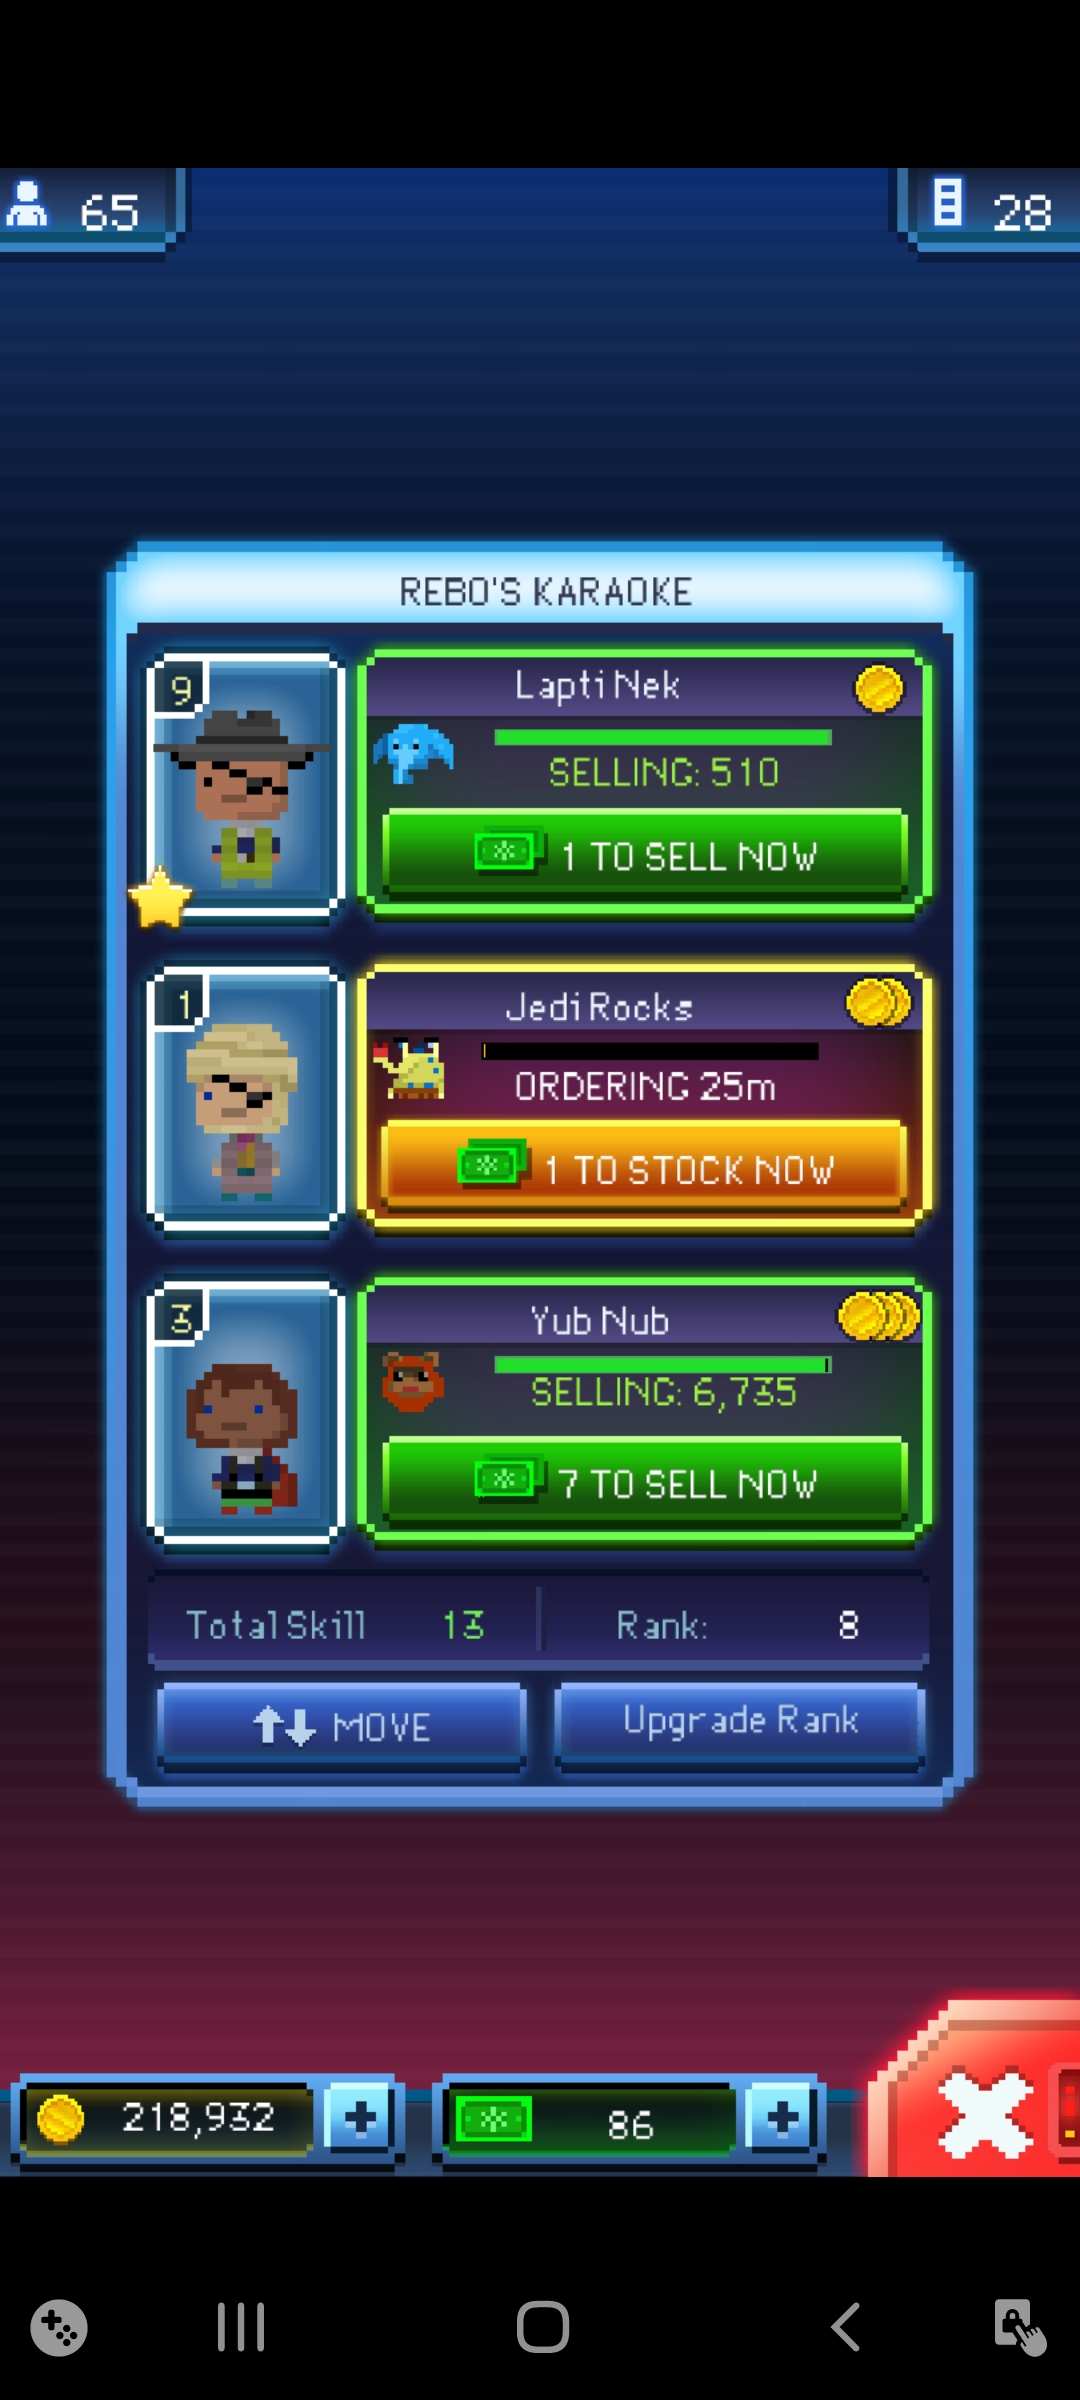 65
28
REBO'S KARAOKE
9
Lapti Nek
SELLING: 510
1 TO SELL NOW
1
Jedi Rocks
ORDERING 25m
1 TO STOCK NOW
3
Yub Nub
SELLING: 6,735
7 TO SELL NOW
Total Skill 13
Rank: 8
MOVE
Upgrade Rank
218,932
86